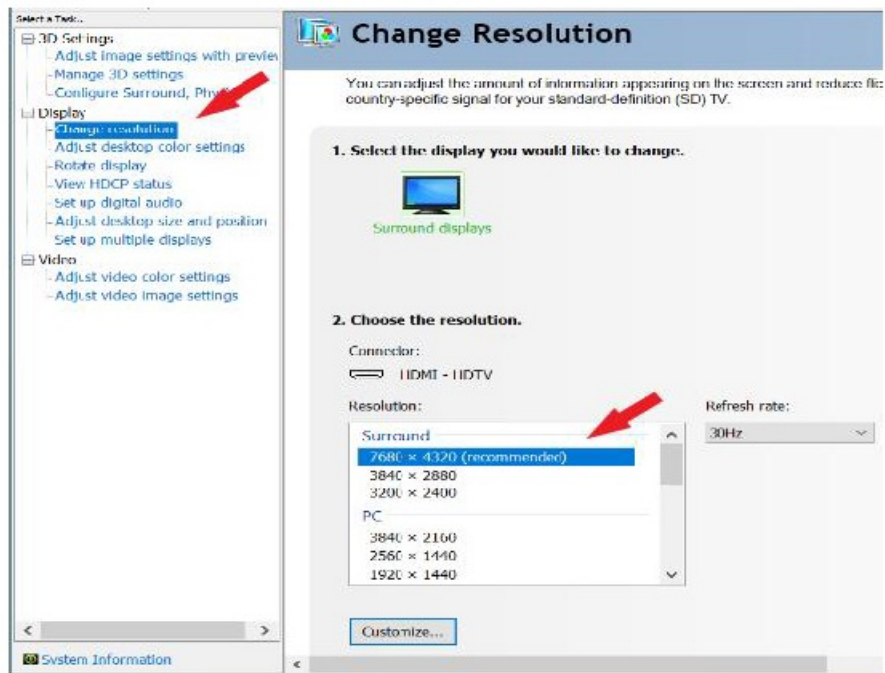 Select a Task...
3D Settings
Adjust image settings with preview
Manage 3D settings
Configure Surround,
Display
Change resolution
Adjust desktop color settings
Rotate display
View HDCP status
Set up digital audio
Adjust desktop size and position
Set up multiple displays
Video
Adjust video color settings
Adjust video image settings
System Information
Change Resolution
You can adjust the amount of information appearing on the screen and reduce
country-specific signal for your standard-definition (SD) TV.
1. Select the display you would like to change.
Surround displays
2. Choose the resolution.
Connector:
HDMI - HDTV
Resolution:
Surround
7680 × 4320 (recommended)
3840 × 2880
3200 × 2400
PC
3840 × 2160
2560 × 1440
1920 × 1440
Refresh rate:
30Hz
Customize...